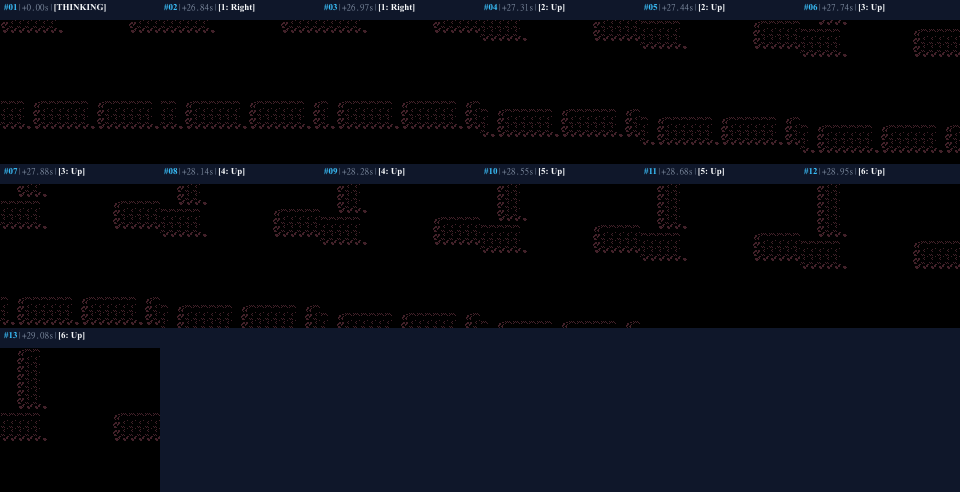 #01 | +0.00s | [THINKING]
#02 | +26.84s | [1: Right]
#03 | +26.97s | [1: Right]
#04 | +27.31s | [2: Up]
#05 | +27.44s | [2: Up]
#06 | +27.74s | [3: Up]
#07 | +27.88s | [3: Up]
#08 | +28.14s | [4: Up]
#09 | +28.28s | [4: Up]
#10 | +28.55s | [5: Up]
#11 | +28.68s | [5: Up]
#12 | +28.95s | [6: Up]
#13 | +29.08s | [6: Up]